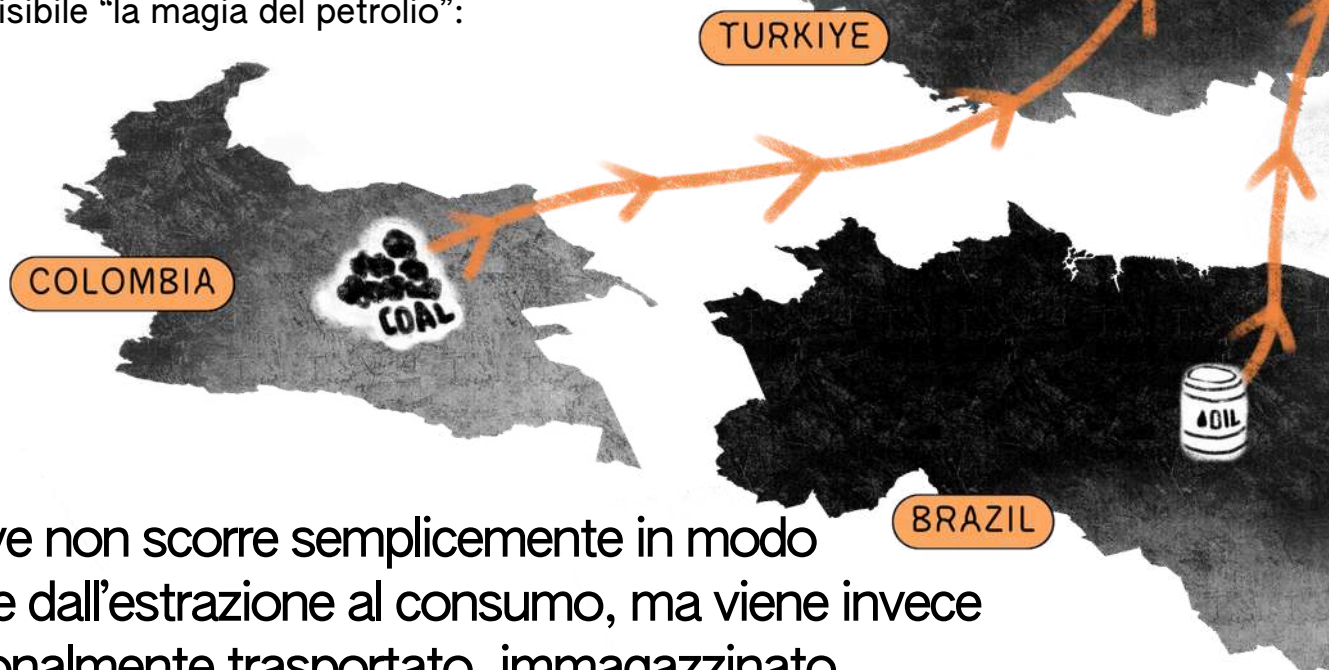 isibile “la magia del petrolio”:
TURKIYE
COLOMBIA
COAL
OIL
BRAZIL
ve non scorre semplicemente in modo
e dall’estrazione al consumo, ma viene invece
onalmente trasportato, immagazzinato